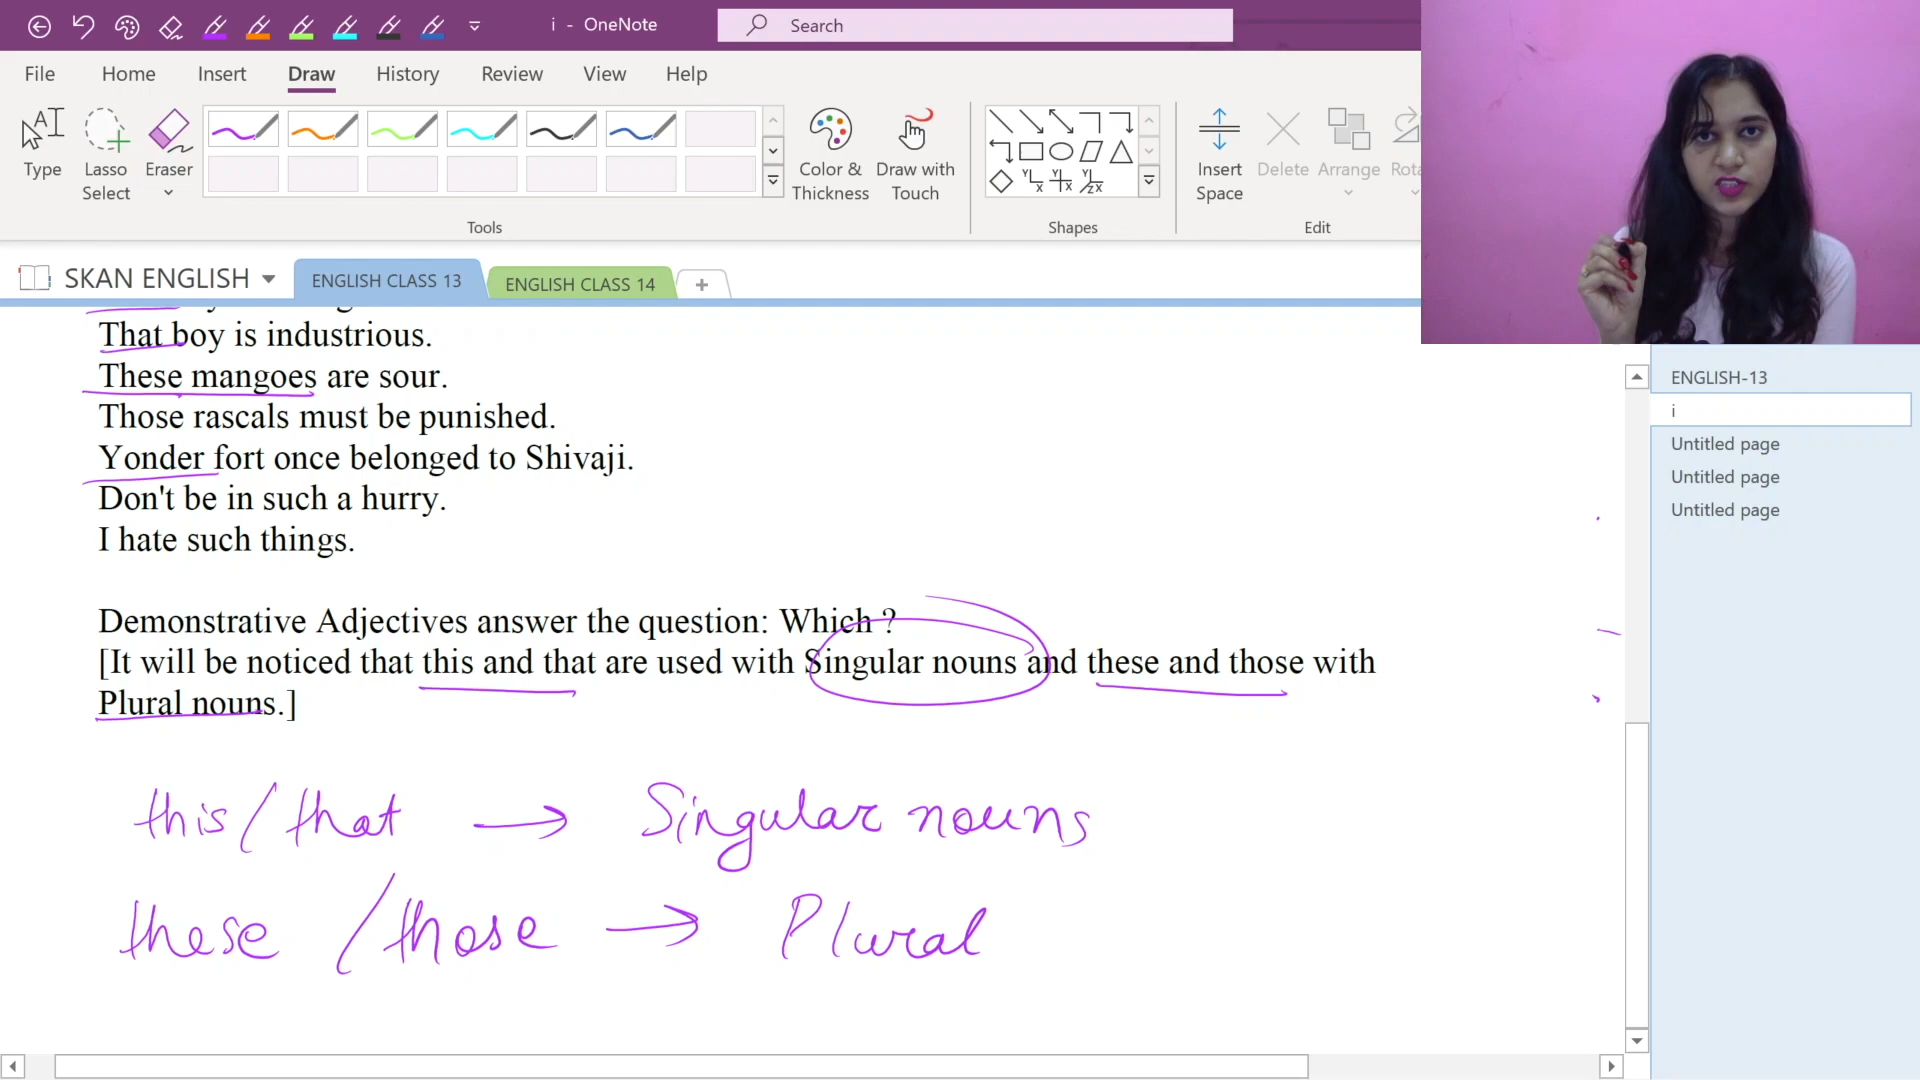 i - OneNote
Search
File Home Insert Draw History Review View Help
Type
Lasso Select
Eraser
Color & Thickness
Draw with Touch
Insert Space
Delete
Arrange
Tools
Shapes
Edit
SKAN ENGLISH
ENGLISH CLASS 13
ENGLISH CLASS 14
That boy is industrious.
These mangoes are sour.
Those rascals must be punished.
Yonder fort once belonged to Shivaji.
Don't be in such a hurry.
I hate such things.
Demonstrative Adjectives answer the question: Which ?
[It will be noticed that this and that are used with Singular nouns and these and those with
Plural nouns.]
this/that → Singular nouns
these /those → Plural
ENGLISH-13
i
Untitled page
Untitled page
Untitled page